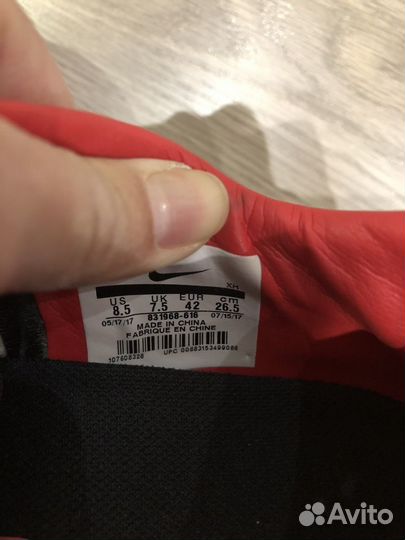 XH
US UK EUR cm
8.5 7.5 42 26.5
05/17/17 831968-616 07/15/17
MADE IN CHINA
FABRIQUE EN CHINE
UPC 00883153499086
107608328
Avito